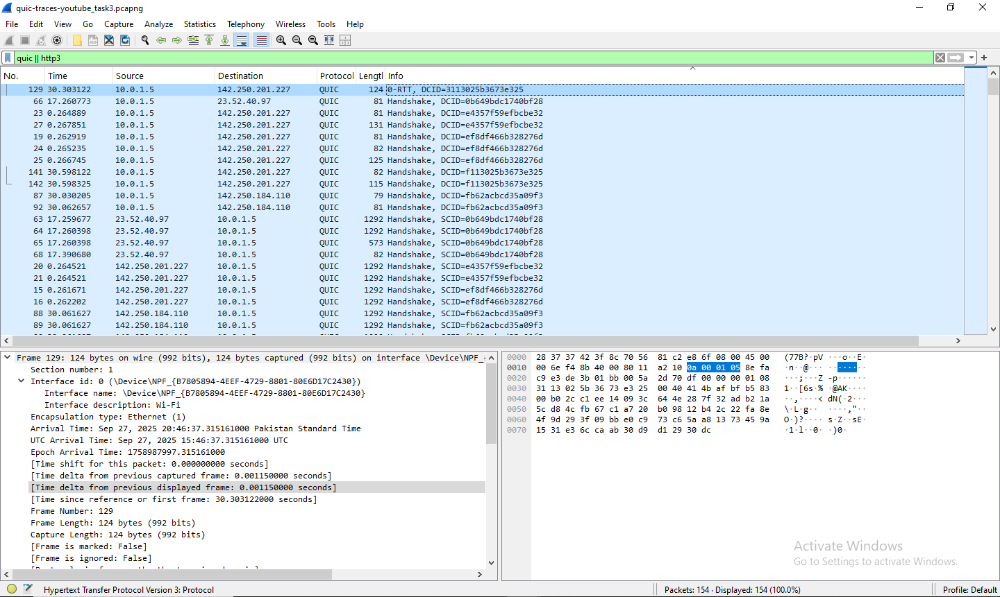 quic-traces-youtube_task3.pcapng
File Edit View Go Capture Analyze Statistics Telephony Wireless Tools Help
quic || http3
No. Time Source Destination Protocol Lengtl Info
129 30.303122 10.0.1.5 142.250.201.227 QUIC 124 0-RTT, DCID=3113025b3673e325
66 17.260773 10.0.1.5 23.52.40.97 QUIC 81 Handshake, DCID=0b649bdc1740bf28
23 0.264889 10.0.1.5 142.250.201.227 QUIC 81 Handshake, DCID=e4357f59efbcbe32
27 0.267851 10.0.1.5 142.250.201.227 QUIC 131 Handshake, DCID=e4357f59efbcbe32
19 0.262919 10.0.1.5 142.250.201.227 QUIC 81 Handshake, DCID=ef8df466b328276d
24 0.265235 10.0.1.5 142.250.201.227 QUIC 82 Handshake, DCID=ef8df466b328276d
25 0.266745 10.0.1.5 142.250.201.227 QUIC 125 Handshake, DCID=ef8df466b328276d
141 30.598122 10.0.1.5 142.250.201.227 QUIC 82 Handshake, DCID=f113025b3673e325
142 30.598325 10.0.1.5 142.250.201.227 QUIC 115 Handshake, DCID=f113025b3673e325
87 30.030205 10.0.1.5 142.250.184.110 QUIC 79 Handshake, DCID=fb62acbcd35a09f3
92 30.062657 10.0.1.5 142.250.184.110 QUIC 81 Handshake, DCID=fb62acbcd35a09f3
63 17.259677 23.52.40.97 10.0.1.5 QUIC 1292 Handshake, SCID=0b649bdc1740bf28
64 17.260398 23.52.40.97 10.0.1.5 QUIC 1292 Handshake, SCID=0b649bdc1740bf28
65 17.260398 23.52.40.97 10.0.1.5 QUIC 573 Handshake, SCID=0b649bdc1740bf28
68 17.390680 23.52.40.97 10.0.1.5 QUIC 82 Handshake, SCID=0b649bdc1740bf28
20 0.264521 142.250.201.227 10.0.1.5 QUIC 1292 Handshake, SCID=e4357f59efbcbe32
21 0.264521 142.250.201.227 10.0.1.5 QUIC 1292 Handshake, SCID=e4357f59efbcbe32
15 0.261671 142.250.201.227 10.0.1.5 QUIC 1292 Handshake, SCID=ef8df466b328276d
16 0.262202 142.250.201.227 10.0.1.5 QUIC 1292 Handshake, SCID=ef8df466b328276d
88 30.061627 142.250.184.110 10.0.1.5 QUIC 1292 Handshake, SCID=fb62acbcd35a09f3
89 30.061627 142.250.184.110 10.0.1.5 QUIC 1292 Handshake, SCID=fb62acbcd35a09f3
Frame 129: 124 bytes on wire (992 bits), 124 bytes captured (992 bits) on interface \Device\NPF_{
Section number: 1
Interface id: 0 (\Device\NPF_{B7805894-4EEF-4729-8801-80E6D17C2430})
Interface name: \Device\NPF_{B7805894-4EEF-4729-8801-80E6D17C2430}
Interface description: Wi-Fi
Encapsulation type: Ethernet (1)
Arrival Time: Sep 27, 2025 20:46:37.315161000 Pakistan Standard Time
UTC Arrival Time: Sep 27, 2025 15:46:37.315161000 UTC
Epoch Arrival Time: 1758987997.315161000
[Time shift for this packet: 0.000000000 seconds]
[Time delta from previous captured frame: 0.001150000 seconds]
[Time delta from previous displayed frame: 0.001150000 seconds]
[Time since reference or first frame: 30.303122000 seconds]
Frame Number: 129
Frame Length: 124 bytes (992 bits)
Capture Length: 124 bytes (992 bits)
[Frame is marked: False]
[Frame is ignored: False]
0000 28 37 37 42 3f 8c 70 56 81 c2 e8 6f 08 00 45 00 (77B?·pV ···o··E·
0010 00 6e f4 8b 40 00 80 11 a2 10 0a 00 01 05 8e fa ·n··@··· ········
0020 c9 e3 de 3b 01 bb 00 5a 2d 70 df 00 00 00 01 08 ···;···Z -p······
0030 31 13 02 5b 36 73 e3 25 00 40 41 4b af bf b5 83 1··[6s·% ·@AK····
0040 00 b0 2c c1 ee 14 09 3c 64 4e 28 7f 32 ad b2 1a ··,····< dN(·2···
0050 5c d8 4c fb 67 c1 a7 20 b0 98 12 b4 2c 22 fa 8e \·L·g·· ····,"··
0060 4f 9d 29 3f 09 bb e0 c9 73 c6 5a a8 13 73 45 9a O·)?···· s·Z··sE·
0070 15 31 e3 6c ca ab 30 d9 d1 29 30 dc ·1·l··0· ·)0·
Activate Windows
Go to Settings to activate Windows.
Hypertext Transfer Protocol Version 3: Protocol
Packets: 154 · Displayed: 154 (100.0%)
Profile: Default